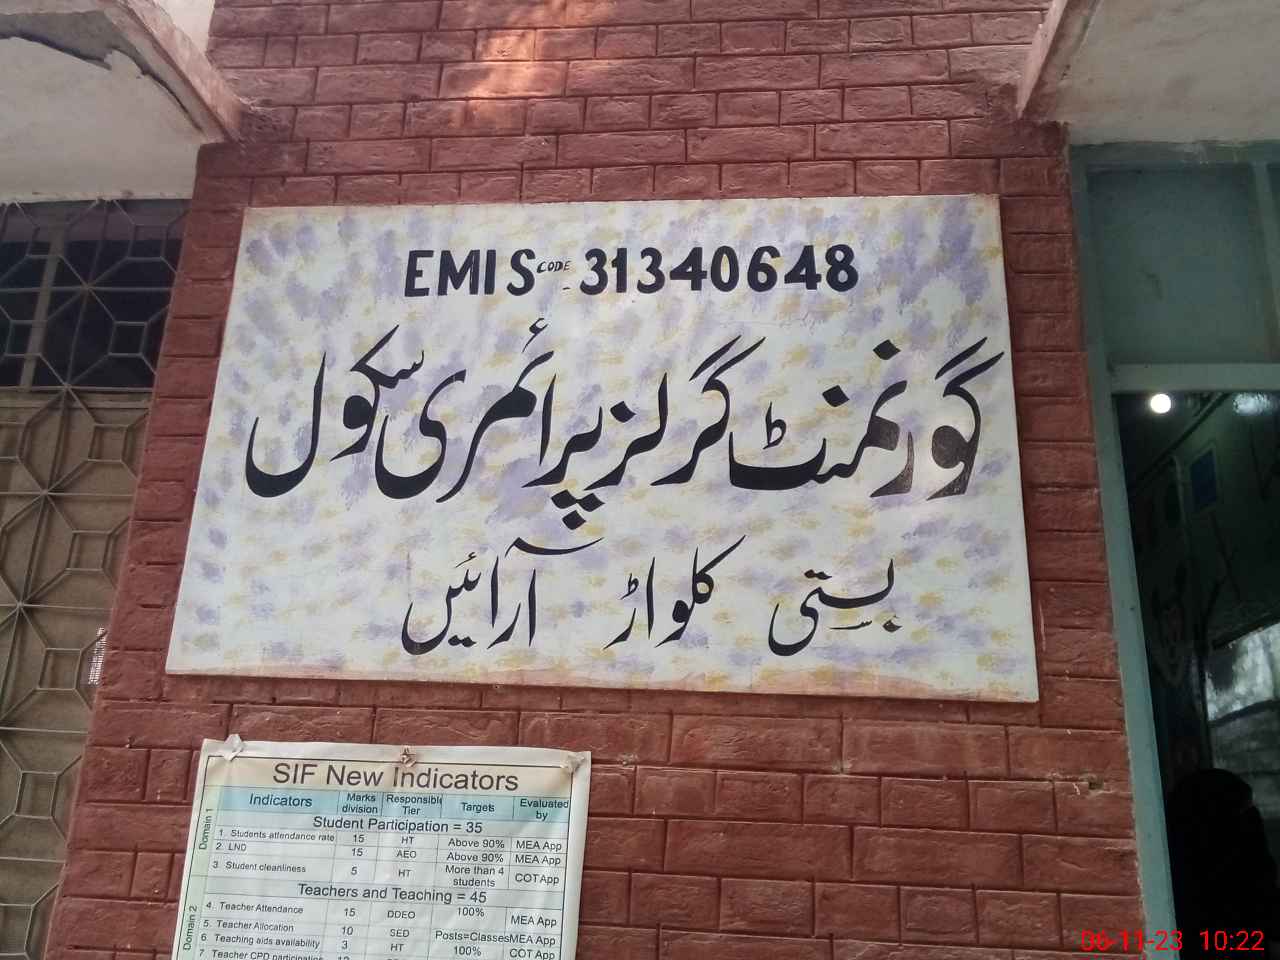 EMIS CODE - 31340648
گورنمنٹ گرلز پرائمری سکول
بستی کلواڑ آرائیں
SIF New Indicators
Indicators Marks division Responsible Tier Targets Evaluated by
Domain 1
Student Participation = 35
1. Students attendance rate 15 HT Above 90% MEA App
2. LND 15 AEO Above 90% MEA App
3. Student cleanliness 5 HT More than 4 students COT App
Domain 2
Teachers and Teaching = 45
4. Teacher Attendance 15 DDEO 100% MEA App
5. Teacher Allocation 10 SED Posts=Classes MEA App
6 Teaching aids availability 3 HT 100% COT App
7 Teacher CPD participation
06-11-23 10:22